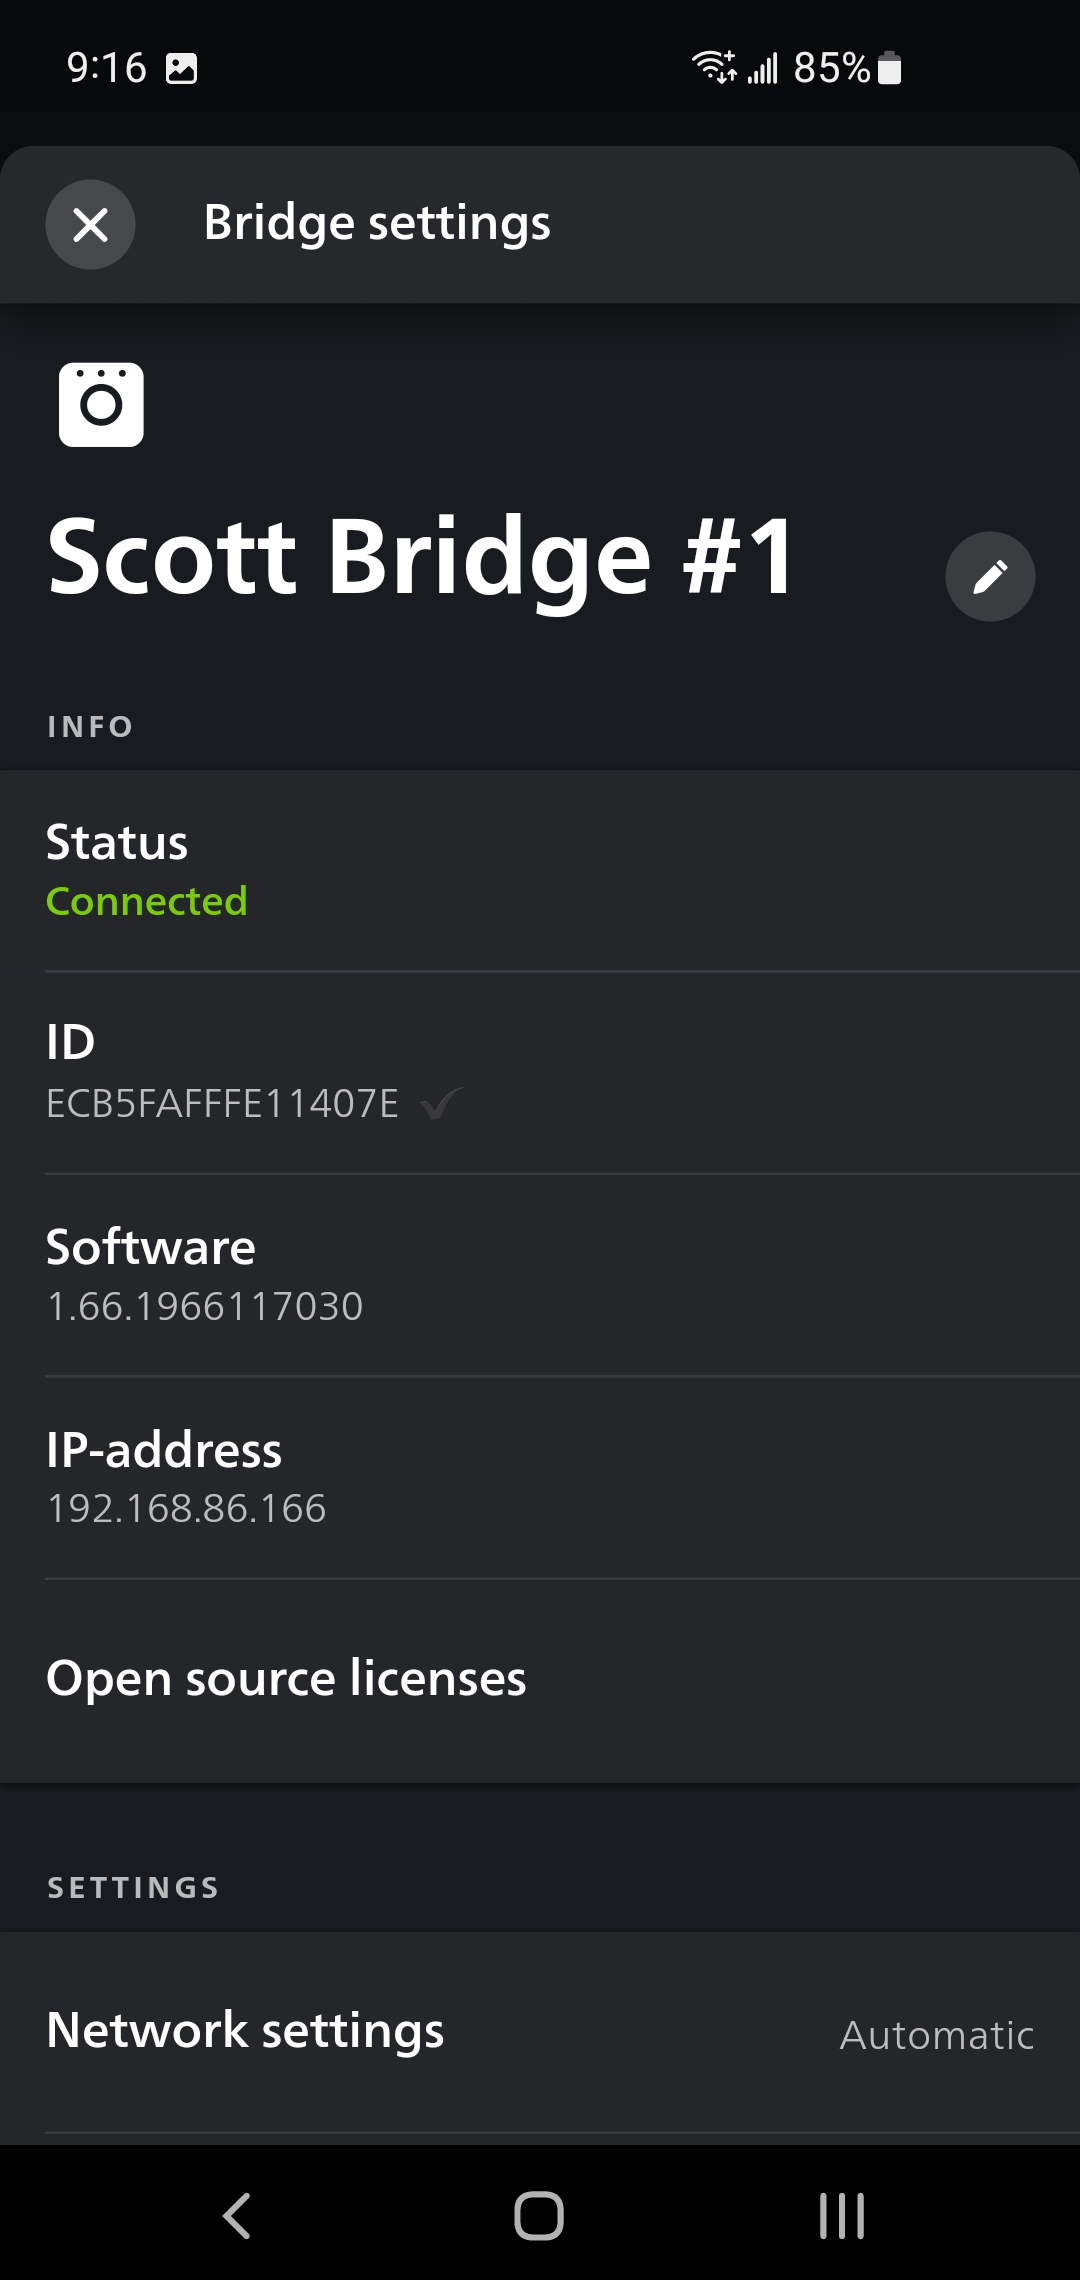 9:16 85%
Bridge settings
Scott Bridge #1
INFO
Status
Connected
ID
ECB5FAFFFE11407E
Software
1.66.1966117030
IP-address
192.168.86.166
Open source licenses
SETTINGS
Network settings Automatic